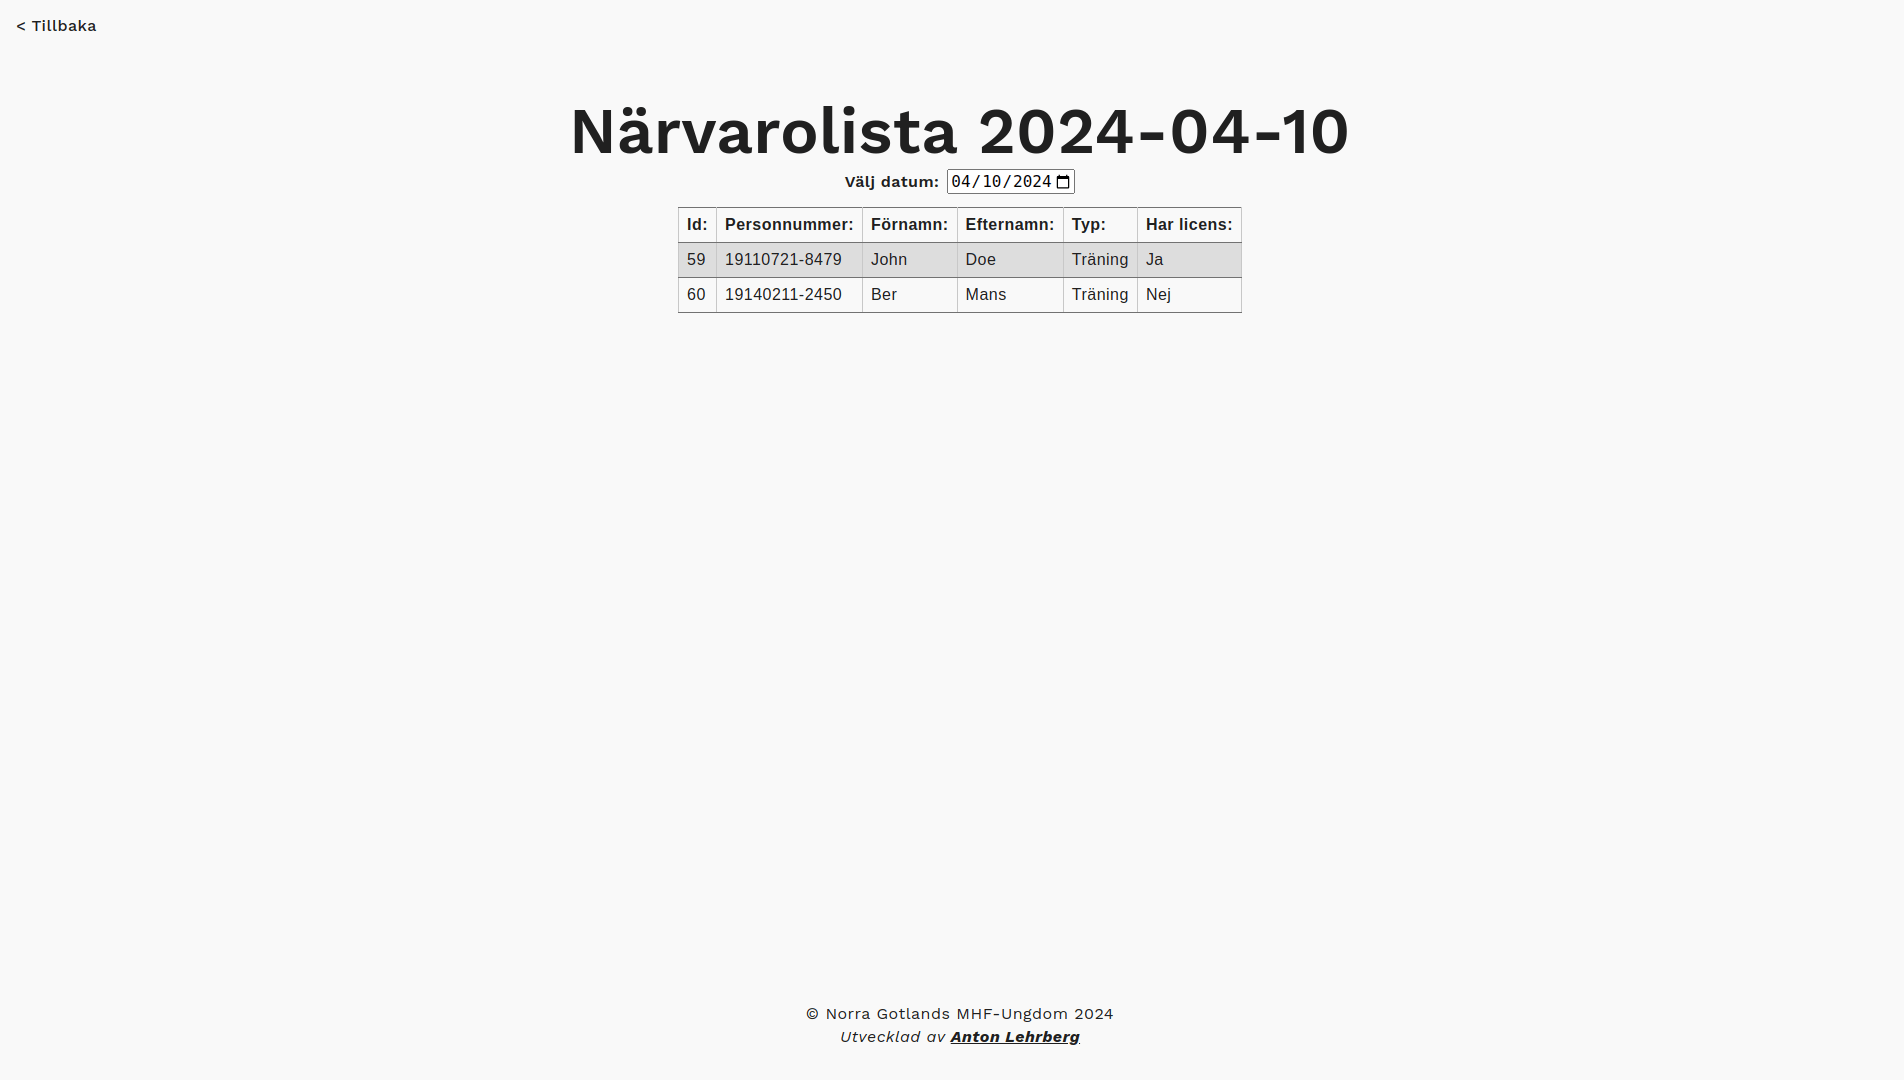 < Tillbaka
Närvarolista 2024-04-10
Välj datum: 04/10/2024
Id: Personnummer: Förnamn: Efternamn: Typ: Har licens:
59 19110721-8479 John Doe Träning Ja
60 19140211-2450 Ber Mans Träning Nej
© Norra Gotlands MHF-Ungdom 2024
Utvecklad av Anton Lehrberg